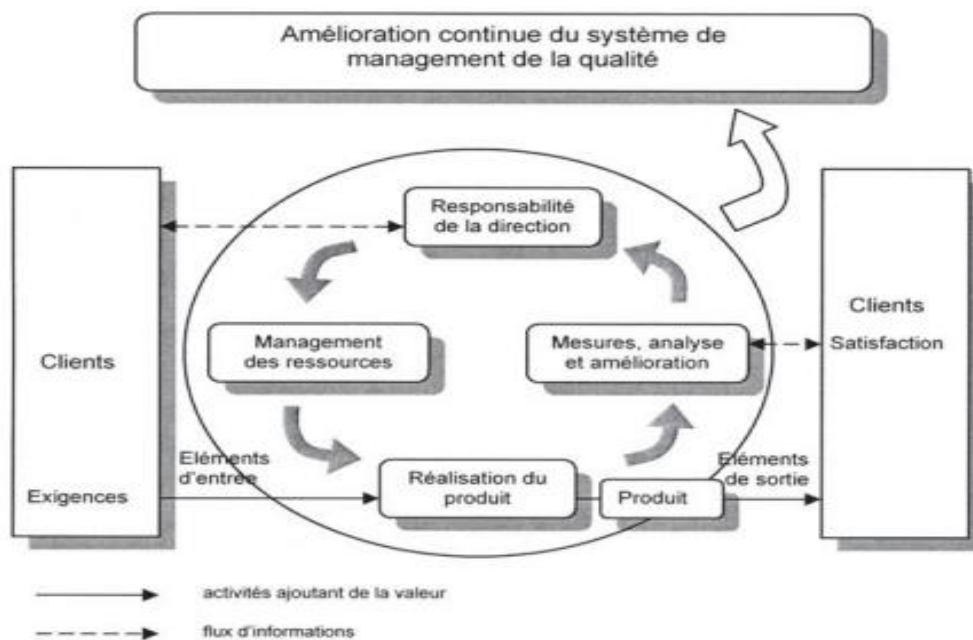 Amélioration continue du système de
management de la qualité
Responsabilité
de la direction
Clients
Management
des ressources
Mesures, analyse
et amélioration
Clients
Satisfaction
Eléments
d'entrée
Exigences
Réalisation du
produit
Produit
Eléments
de sortie
activités ajoutant de la valeur
flux d'informations